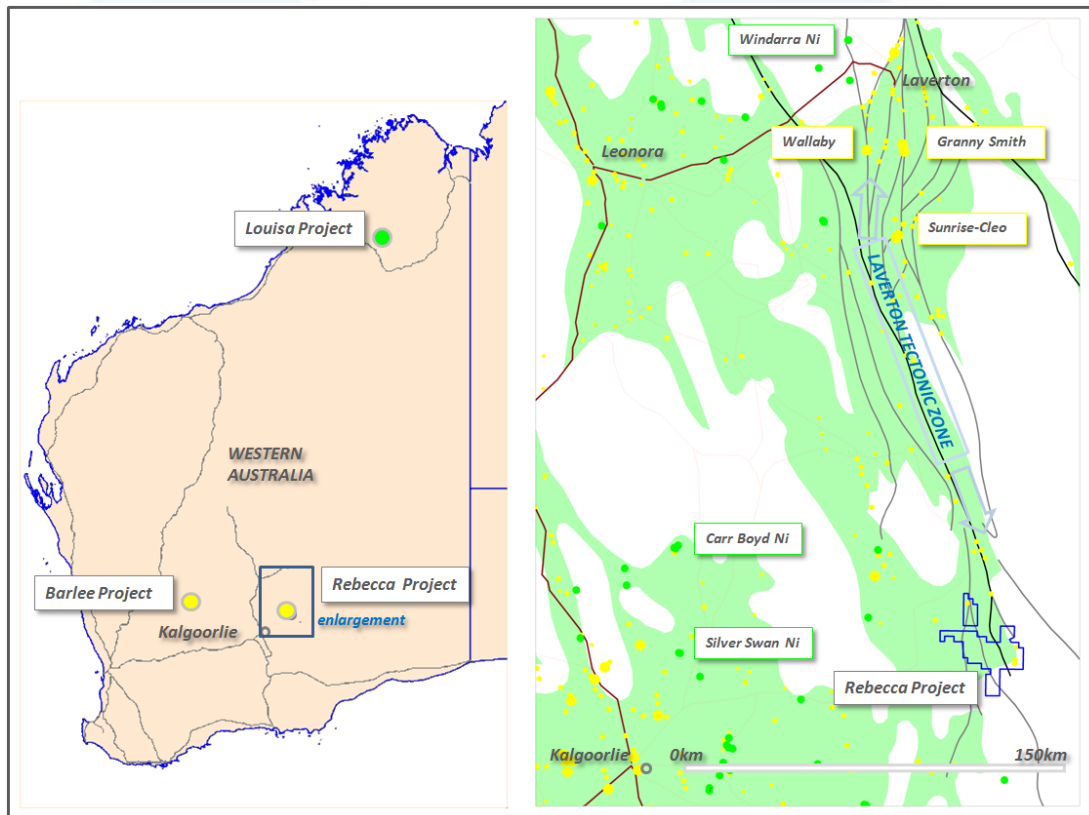 Louisa Project
WESTERN
AUSTRALIA
Barlee Project
Rebecca Project
enlargement
Kalgoorlie
Windarra Ni
Laverton
Wallaby
Granny Smith
Leonora
Sunrise-Cleo
LAVERTON TECTONIC ZONE
Carr Boyd Ni
Silver Swan Ni
Rebecca Project
Kalgoorlie
0km
150km